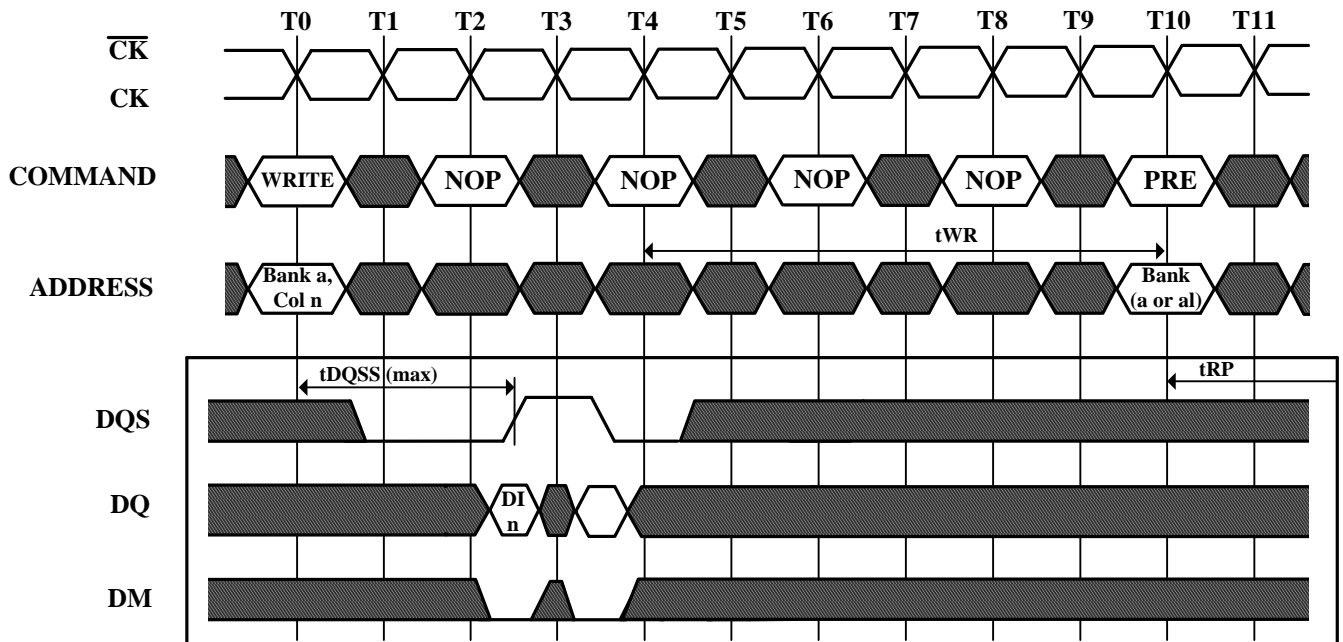 T0 T1 T2 T3 T4 T5 T6 T7 T8 T9 T10 T11
CK
CK
COMMAND WRITE NOP NOP NOP NOP PRE
tWR
ADDRESS Bank a, Bank
Col n (a or al)
tDQSS (max) tRP
DQS
DQ DI
n
DM